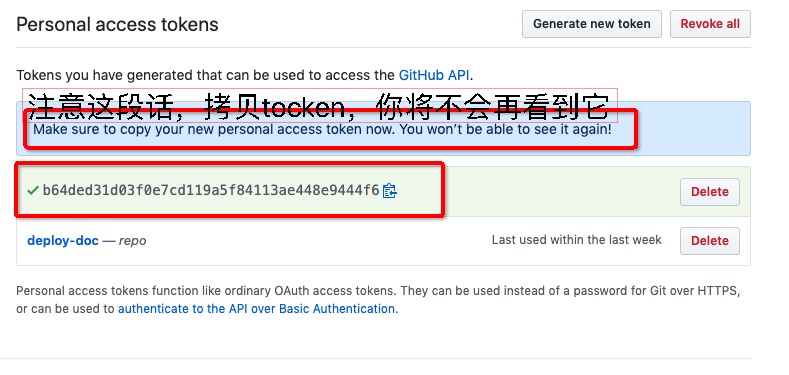 Personal access tokens
Generate new token
Revoke all
Tokens you have generated that can be used to access the GitHub API.
注意这段话，拷贝tocken，你将不会再看到它
Make sure to copy your new personal access token now. You won't be able to see it again!
b64ded31d03f0e7cd119a5f84113ae448e9444f6
Delete
deploy-doc — repo
Last used within the last week
Delete
Personal access tokens function like ordinary OAuth access tokens. They can be used instead of a password for Git over HTTPS,
or can be used to authenticate to the API over Basic Authentication.